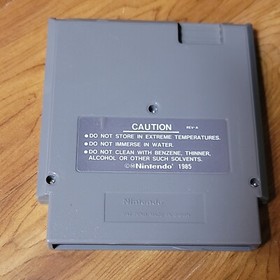 CAUTION REV-A
• DO NOT STORE IN EXTREME TEMPERATURES.
• DO NOT IMMERSE IN WATER.
• DO NOT CLEAN WITH BENZENE, THINNER,
ALCOHOL OR OTHER SUCH SOLVENTS.
Nintendo 1985
Nintendo